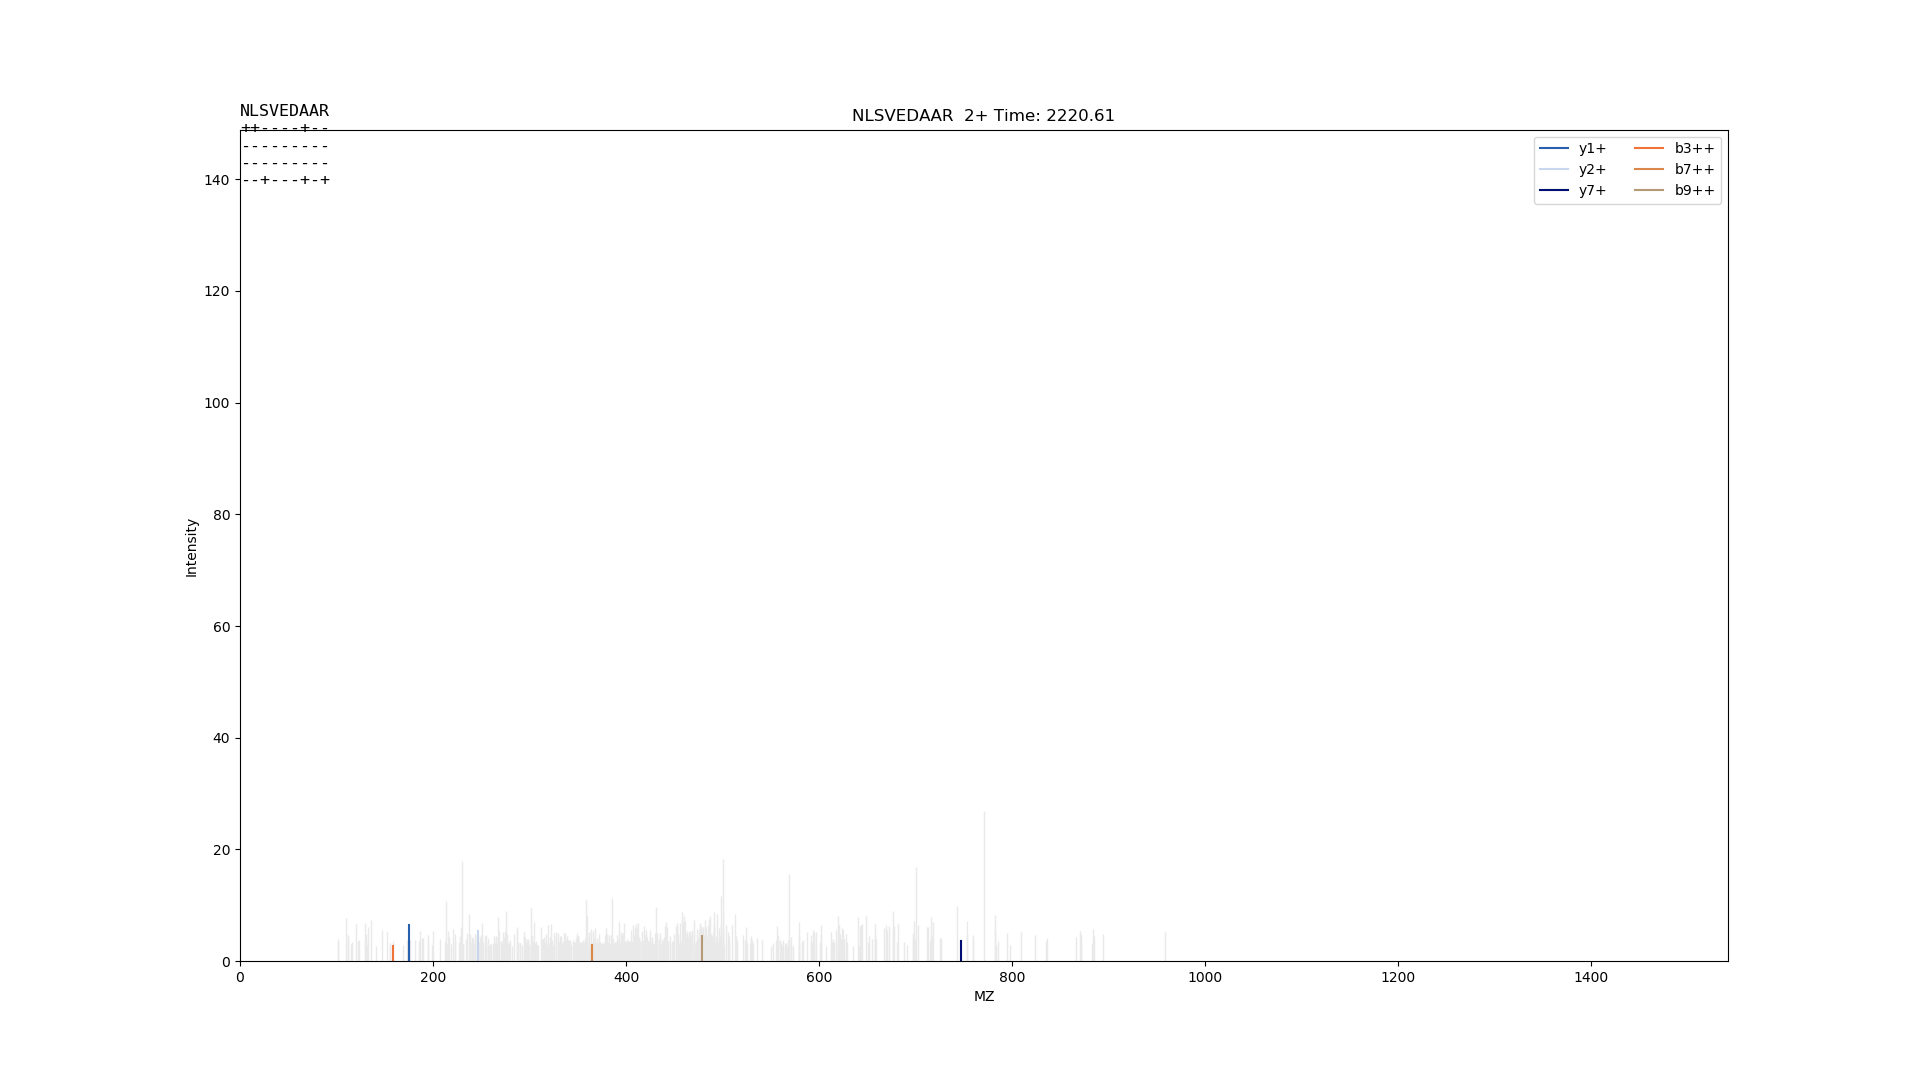 NLSVEDAAR
++----+--
---------
---------
--+---+-+
NLSVEDAAR  2+ Time: 2220.61
y1+
y2+
y7+
b3++
b7++
b9++
140
120
100
80
60
40
20
0
Intensity
0 200 400 600 800 1000 1200 1400
MZ